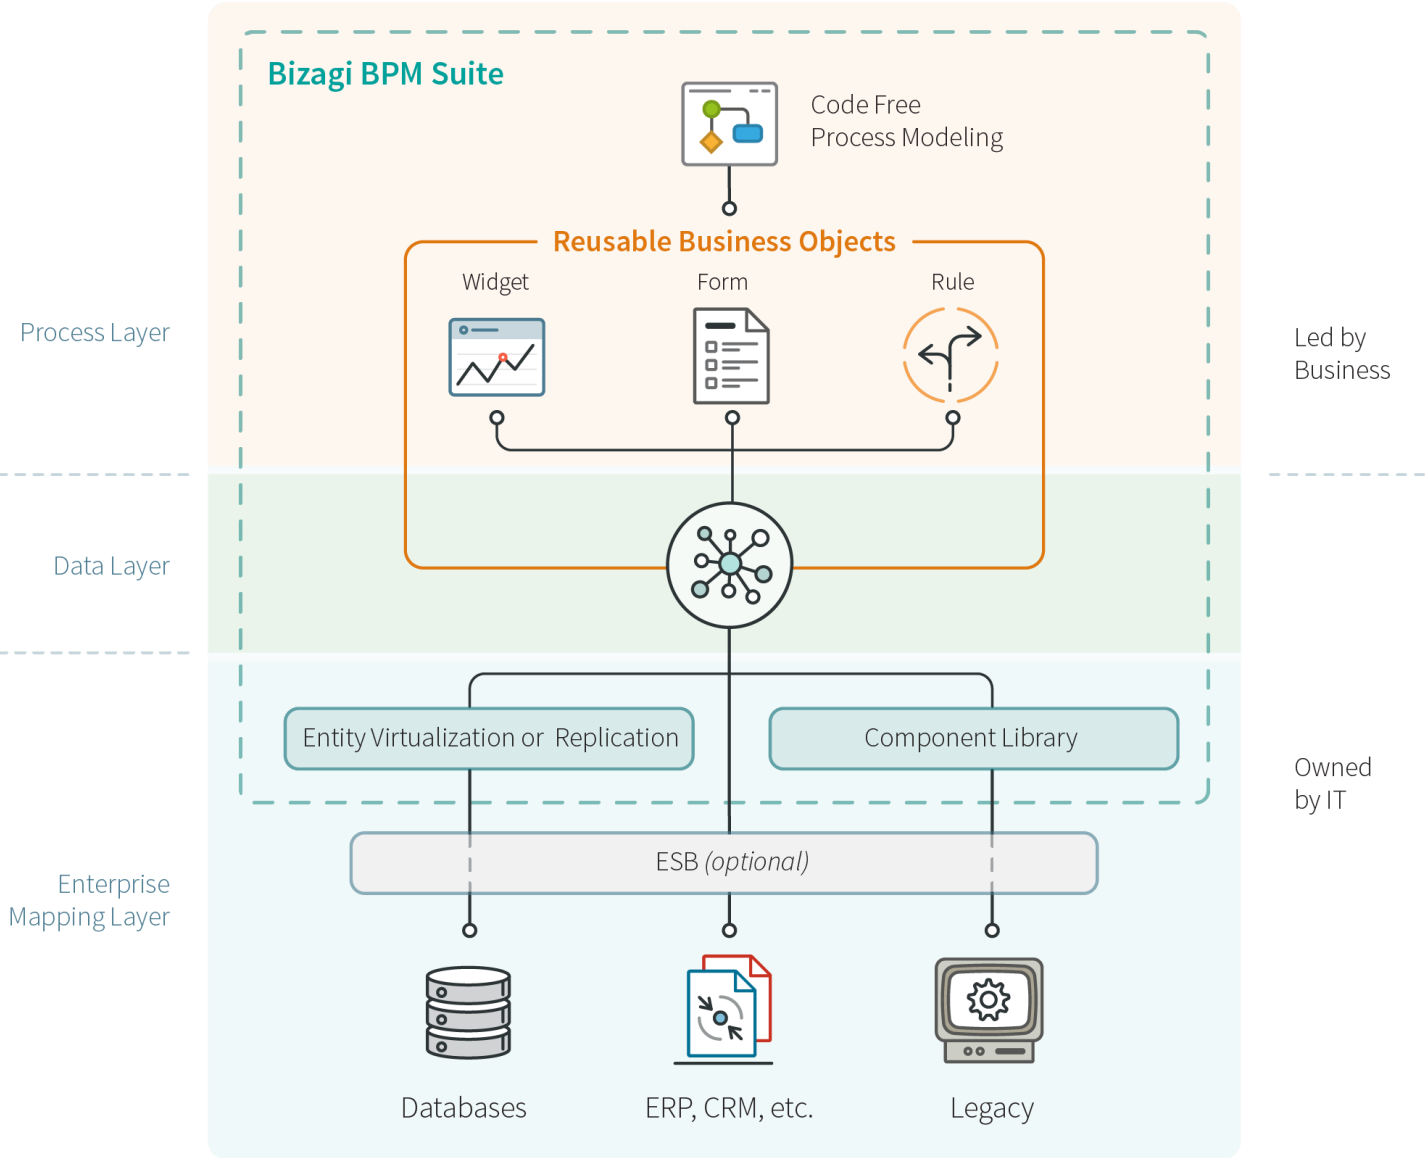 Bizagi BPM Suite
Code Free
Process Modeling
Reusable Business Objects
Widget
Form
Rule
Process Layer
Led by
Business
Data Layer
Entity Virtualization or Replication
Component Library
Owned
by IT
ESB (optional)
Enterprise
Mapping Layer
Databases
ERP, CRM, etc.
Legacy